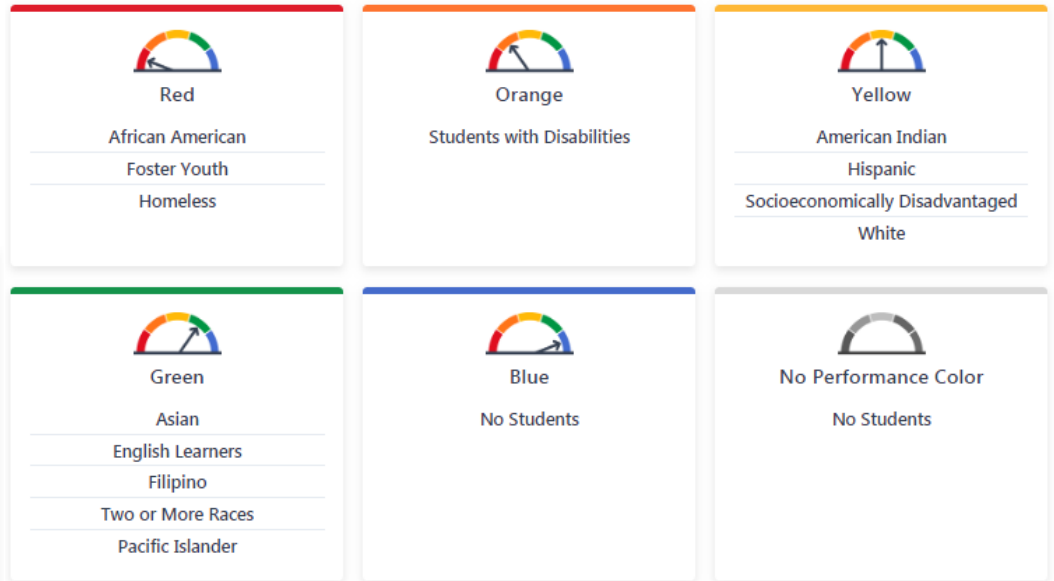 Red
African American
Foster Youth
Homeless
Orange
Students with Disabilities
Yellow
American Indian
Hispanic
Socioeconomically Disadvantaged
White
Green
Asian
English Learners
Filipino
Two or More Races
Pacific Islander
Blue
No Students
No Performance Color
No Students